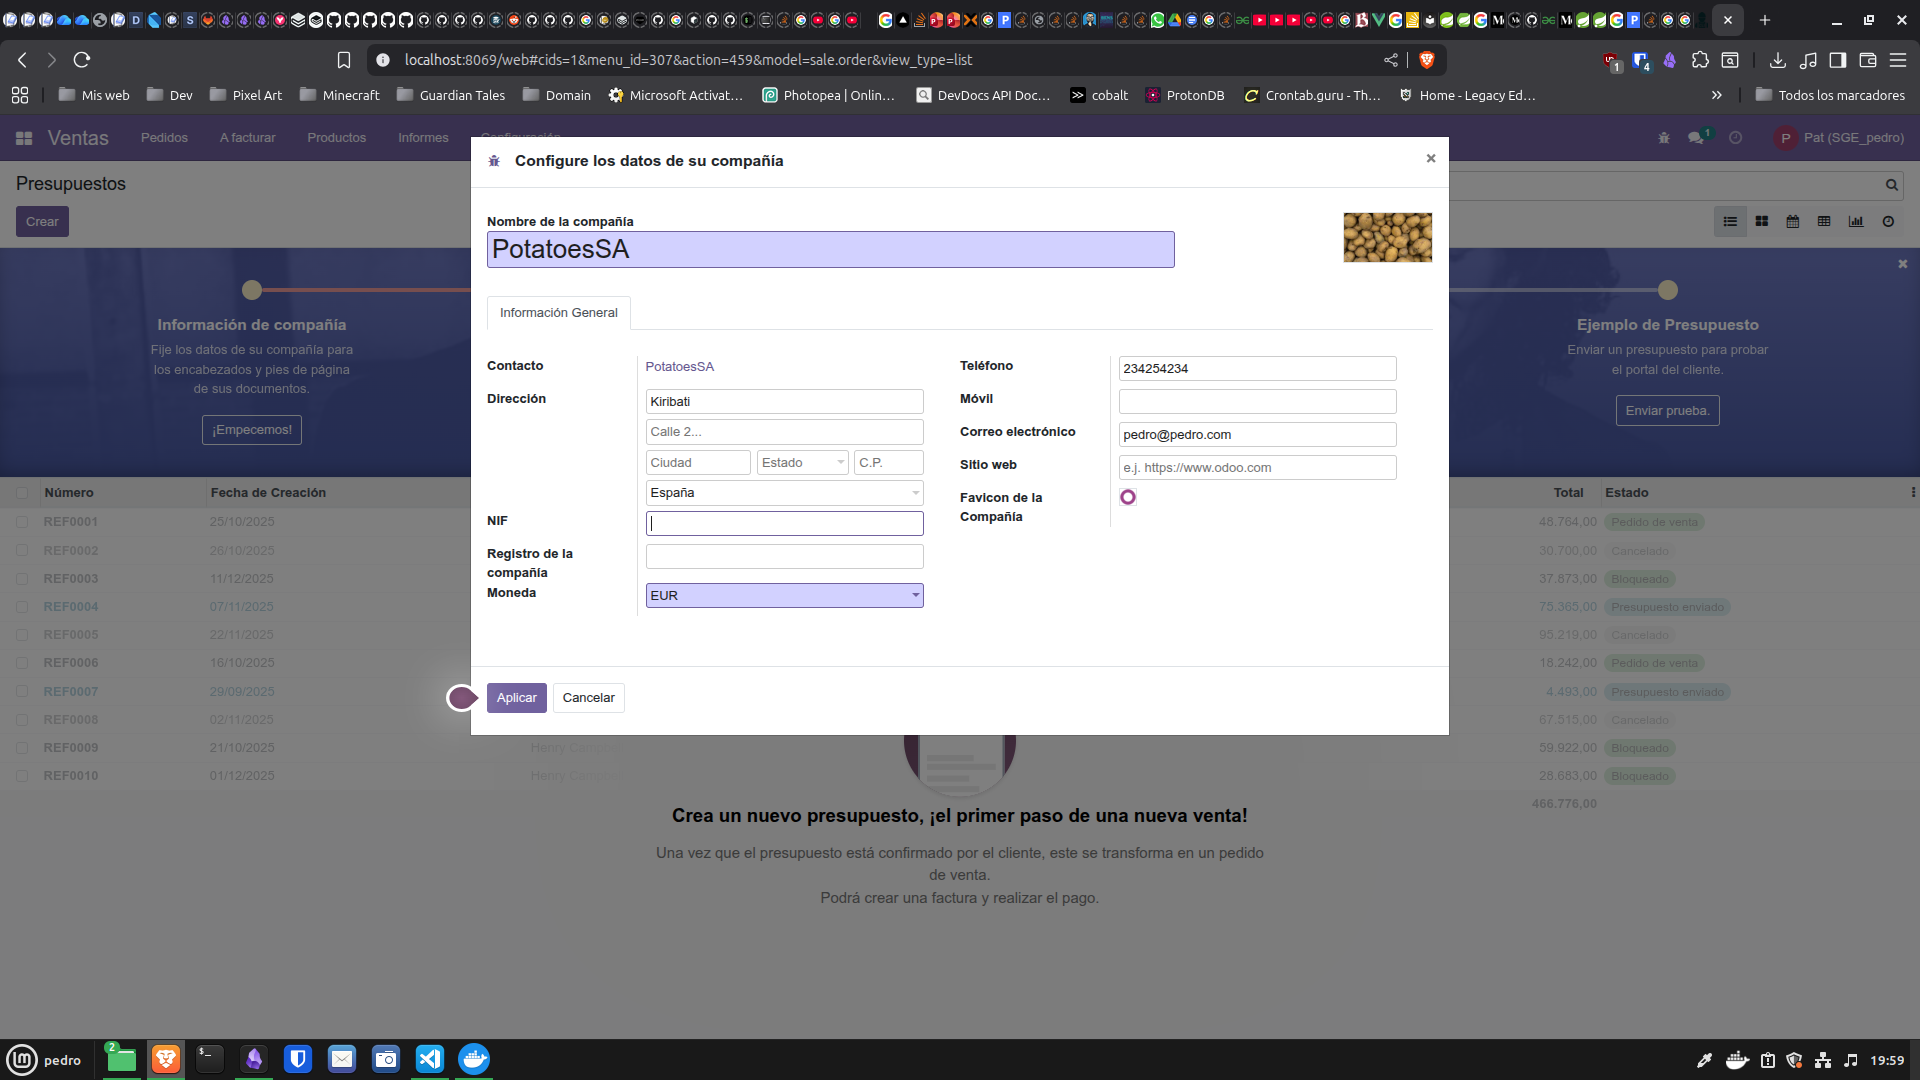 localhost:8069/web#cids=1&menu_id=307&action=459&model=sale.order&view_type=list
1
4
Mis web
Dev
Pixel Art
Minecraft
Guardian Tales
Domain
Microsoft Activat...
Photopea | Onlin...
DevDocs API Doc...
cobalt
ProtonDB
Crontab.guru - Th...
Home - Legacy Ed...
Todos los marcadores
Ventas
Pedidos
A facturar
Productos
Informes
Configuración
1
P
Pat (SGE_pedro)
Presupuestos
Crear
Configure los datos de su compañía
Nombre de la compañía
PotatoesSA
Información General
Contacto
PotatoesSA
Dirección
Kiribati
Calle 2...
Ciudad
Estado
C.P.
España
NIF
Registro de la
compañía
Moneda
EUR
Teléfono
234254234
Móvil
Correo electrónico
pedro@pedro.com
Sitio web
e.j. https://www.odoo.com
Favicon de la
Compañía
Aplicar
Cancelar
Información de compañía
Fije los datos de su compañía para
los encabezados y pies de página
de sus documentos.
¡Empecemos!
Ejemplo de Presupuesto
Enviar un presupuesto para probar
el portal del cliente.
Enviar prueba.
Número Fecha de Creación Total Estado
REF0001 25/10/2025 48.764,00 Pedido de venta
REF0002 26/10/2025 30.700,00 Cancelado
REF0003 11/12/2025 37.873,00 Bloqueado
REF0004 07/11/2025 75.365,00 Presupuesto enviado
REF0005 22/11/2025 95.219,00 Cancelado
REF0006 16/10/2025 18.242,00 Pedido de venta
REF0007 29/09/2025 4.493,00 Presupuesto enviado
REF0008 02/11/2025 67.515,00 Cancelado
REF0009 21/10/2025 Henry Campbell 59.922,00 Bloqueado
REF0010 01/12/2025 Henry Campbell 28.683,00 Bloqueado
466.776,00
Crea un nuevo presupuesto, ¡el primer paso de una nueva venta!
Una vez que el presupuesto está confirmado por el cliente, este se transforma en un pedido
de venta.
Podrá crear una factura y realizar el pago.
pedro
2
19:59